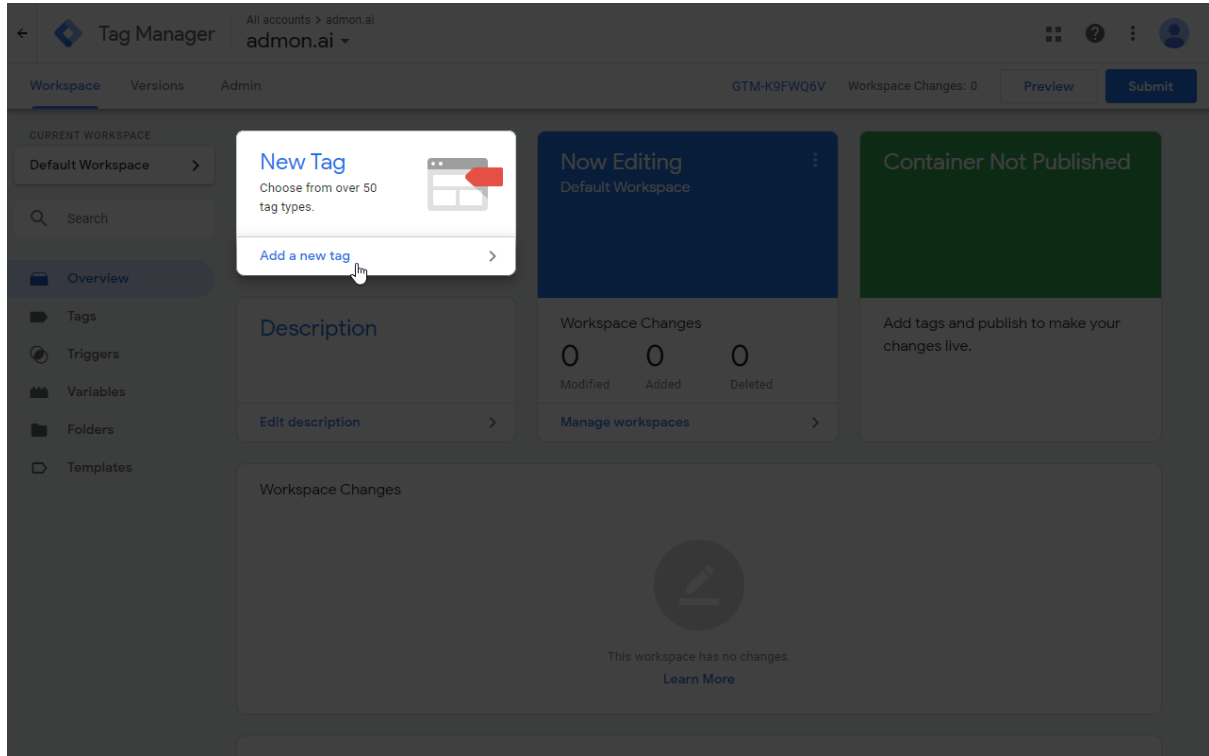 All accounts > admon.ai
Tag Manager
admon.ai
Workspace
Versions
Admin
GTM-K9FWQ6V
Workspace Changes: 0
Preview
Submit
CURRENT WORKSPACE
Default Workspace
Search
Overview
Tags
Triggers
Variables
Folders
Templates
New Tag
Choose from over 50
tag types.
Add a new tag
Now Editing
Default Workspace
Container Not Published
Description
Edit description
Workspace Changes
0 0 0
Modified Added Deleted
Manage workspaces
Add tags and publish to make your
changes live.
Workspace Changes
This workspace has no changes.
Learn More